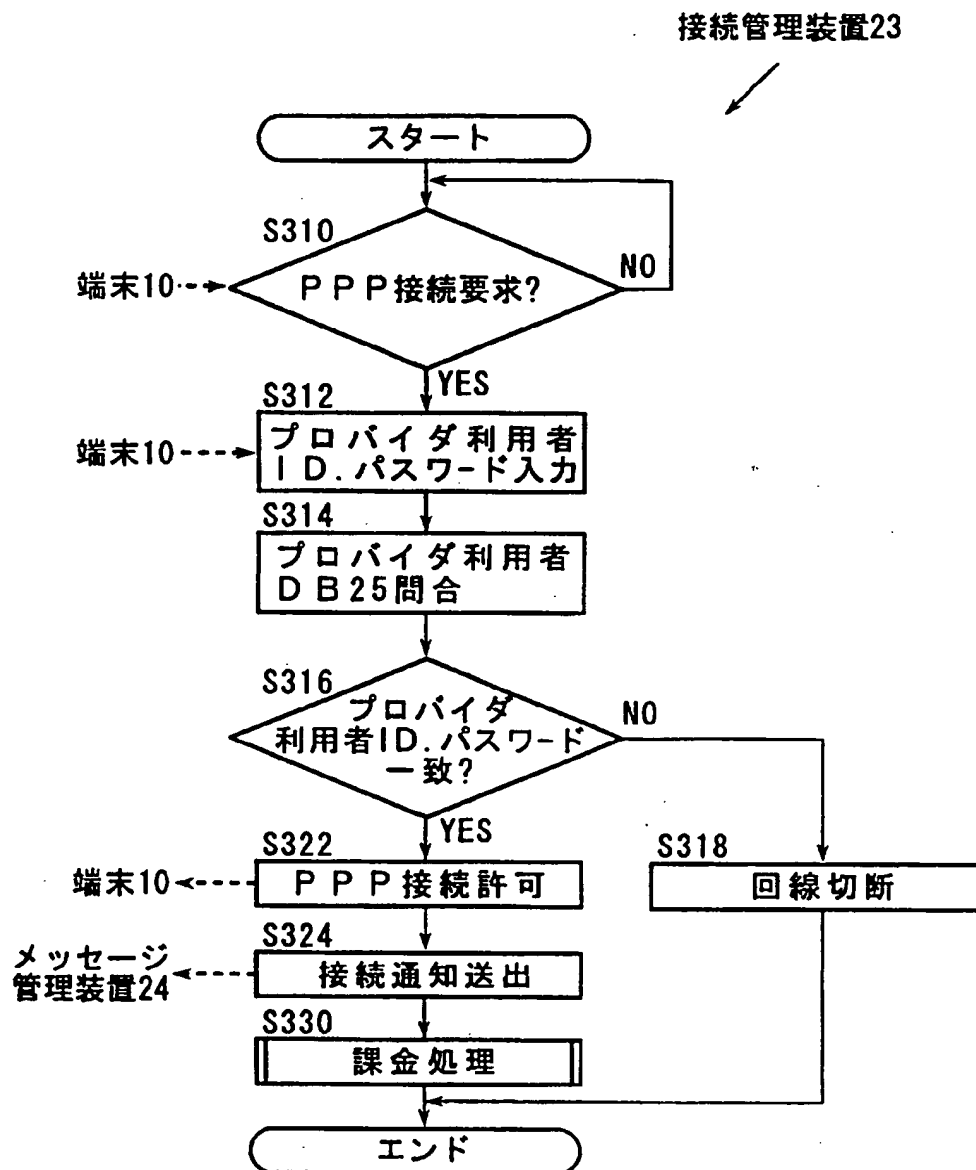 接続管理装置23
スタート
S310
端末10
PPP接続要求?
NO
YES
S312
端末10
プロバイダ利用者
ID.パスワード入力
S314
プロバイダ利用者
DB25問合
S316
プロバイダ
利用者ID.パスワード
一致?
NO
YES
S322
端末10
PPP接続許可
S318
回線切断
S324
メッセージ
管理装置24
接続通知送出
S330
課金処理
エンド